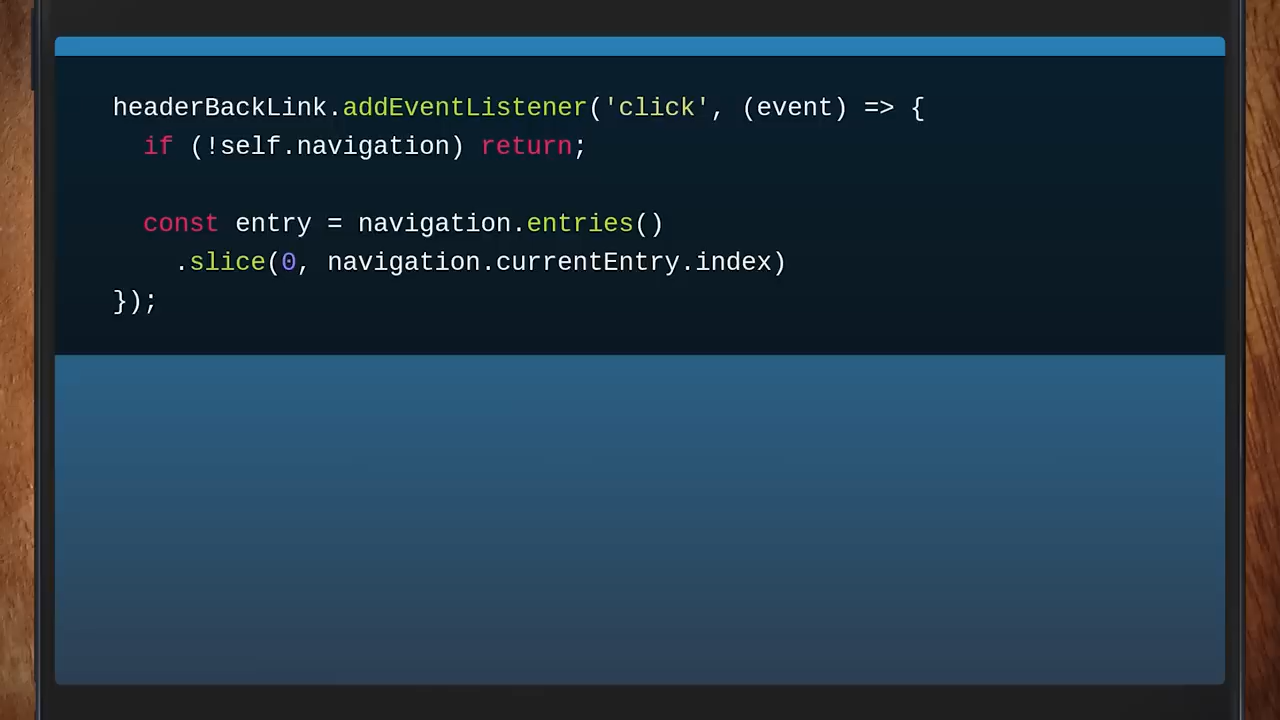 headerBackLink.addEventListener('click', (event) => {
  if (!self.navigation) return;

  const entry = navigation.entries()
    .slice(0, navigation.currentEntry.index)
});